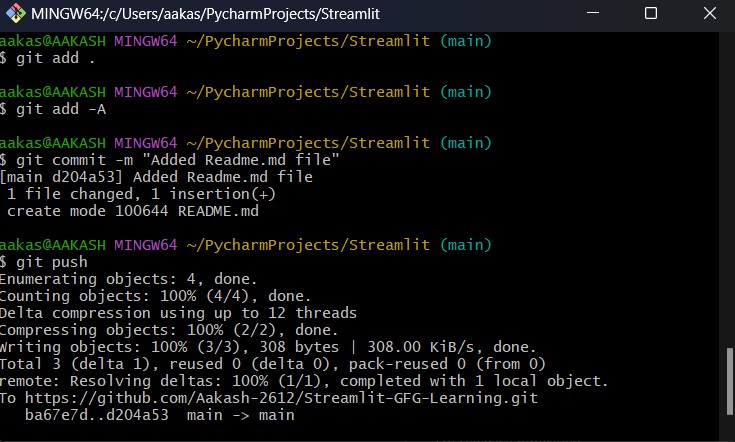 MINGW64:/c/Users/aakas/PycharmProjects/Streamlit
aakas@AAKASH MINGW64 ~/PycharmProjects/Streamlit (main)
$ git add .
aakas@AAKASH MINGW64 ~/PycharmProjects/Streamlit (main)
$ git add -A
aakas@AAKASH MINGW64 ~/PycharmProjects/Streamlit (main)
$ git commit -m "Added Readme.md file"
[main d204a53] Added Readme.md file
 1 file changed, 1 insertion(+)
 create mode 100644 README.md
aakas@AAKASH MINGW64 ~/PycharmProjects/Streamlit (main)
$ git push
Enumerating objects: 4, done.
Counting objects: 100% (4/4), done.
Delta compression using up to 12 threads
Compressing objects: 100% (2/2), done.
Writing objects: 100% (3/3), 308 bytes | 308.00 KiB/s, done.
Total 3 (delta 1), reused 0 (delta 0), pack-reused 0 (from 0)
remote: Resolving deltas: 100% (1/1), completed with 1 local object.
To https://github.com/Aakash-2612/Streamlit-GFG-Learning.git
   ba67e7d..d204a53  main -> main